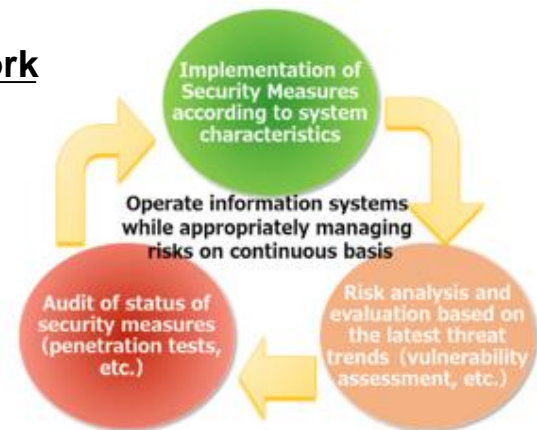 ork
Implementation of
Security Measures
according to system
characteristics
Operate information systems
while appropriately managing
risks on continuous basis
Audit of status of
security measures
(penetration tests,
etc.)
Risk analysis and
evaluation based on
the latest threat
trends (vulnerability
assessment, etc.)